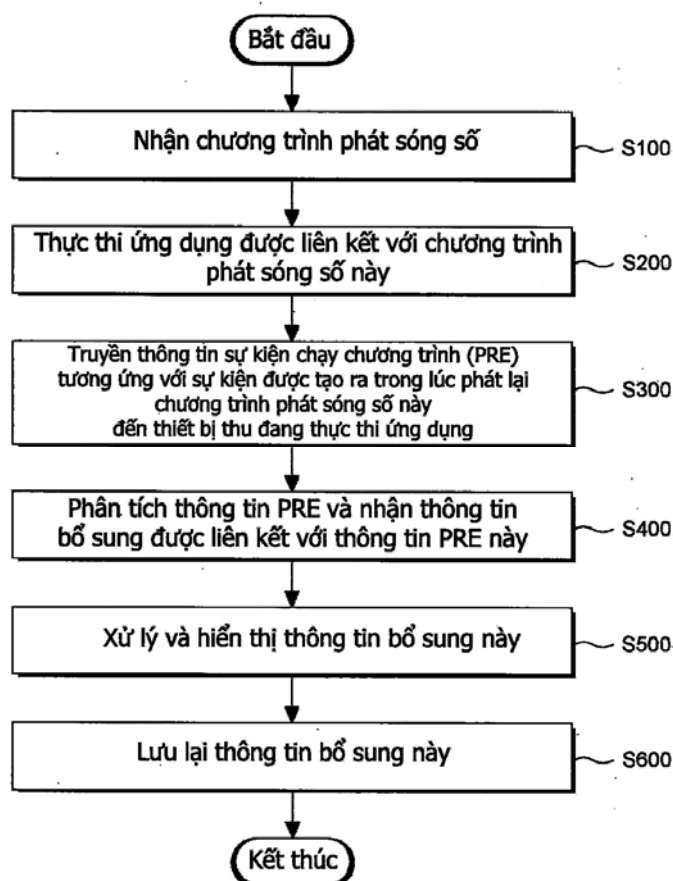 Bắt đầu
Nhận chương trình phát sóng số
S100
Thực thi ứng dụng được liên kết với chương trình
phát sóng số này
S200
Truyền thông tin sự kiện chạy chương trình (PRE)
tương ứng với sự kiện được tạo ra trong lúc phát lại
chương trình phát sóng số này
đến thiết bị thu đang thực thi ứng dụng
S300
Phân tích thông tin PRE và nhận thông tin
bổ sung được liên kết với thông tin PRE này
S400
Xử lý và hiển thị thông tin bổ sung này
S500
Lưu lại thông tin bổ sung này
S600
Kết thúc